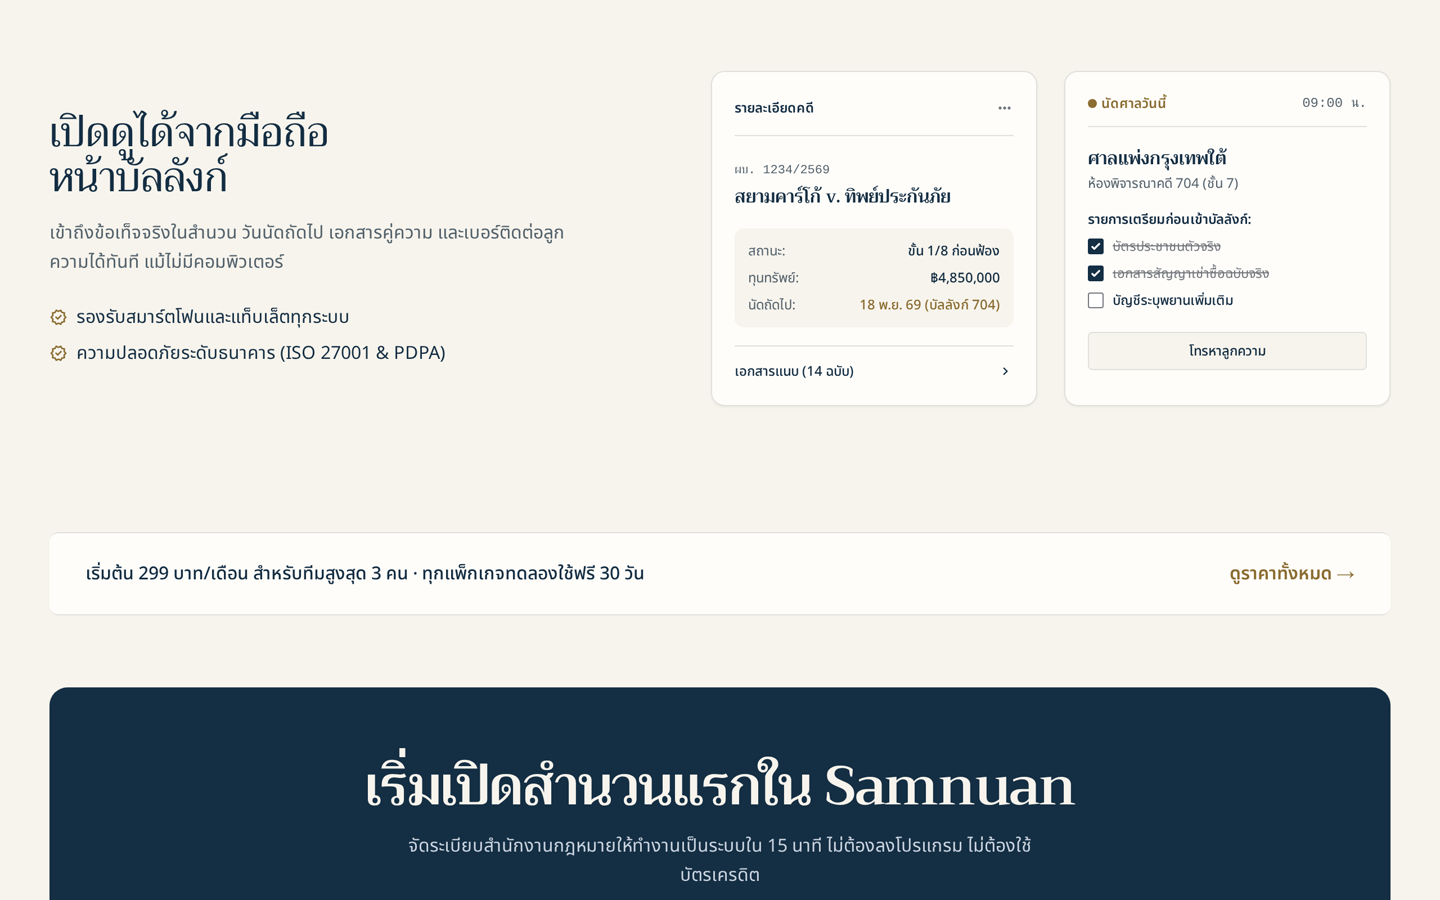 เปิดดูได้จากมือถือ
หน้าบัลลังก์
เข้าถึงข้อเท็จจริงในสำนวน วันนัดถัดไป เอกสารคู่ความ และเบอร์ติดต่อลูก
ความได้ทันที แม้ไม่มีคอมพิวเตอร์
รองรับสมาร์ตโฟนและแท็บเล็ตทุกระบบ
ความปลอดภัยระดับธนาคาร (ISO 27001 & PDPA)
รายละเอียดคดี
ผบ. 1234/2569
สยามคาร์โก้ v. ทิพย์ประกันภัย
สถานะ: ขั้น 1/8 ก่อนฟ้อง
ทุนทรัพย์: ฿4,850,000
นัดถัดไป: 18 พ.ย. 69 (บัลลังก์ 704)
เอกสารแนบ (14 ฉบับ)
นัดศาลวันนี้ 09:00 น.
ศาลแพ่งกรุงเทพใต้
ห้องพิจารณาคดี 704 (ชั้น 7)
รายการเตรียมก่อนเข้าบัลลังก์:
บัตรประชาชนตัวจริง
เอกสารสัญญาเช่าซื้อฉบับจริง
บัญชีระบุพยานเพิ่มเติม
โทรหาลูกความ
เริ่มต้น 299 บาท/เดือน สำหรับทีมสูงสุด 3 คน · ทุกแพ็กเกจทดลองใช้ฟรี 30 วัน
ดูราคาทั้งหมด →
เริ่มเปิดสำนวนแรกใน Samnuan
จัดระเบียบสำนักงานกฎหมายให้ทำงานเป็นระบบใน 15 นาที ไม่ต้องลงโปรแกรม ไม่ต้องใช้
บัตรเครดิต